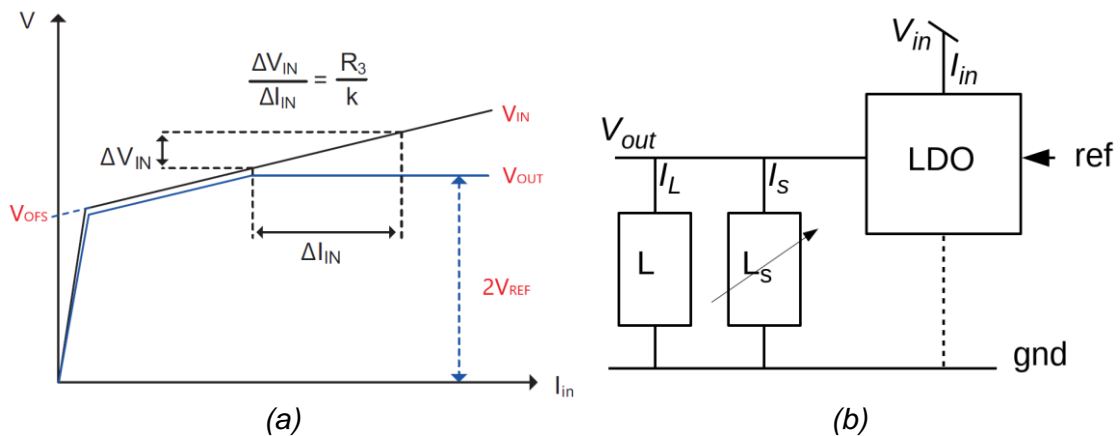 V
ΔV_IN / ΔI_IN = R_3 / k
V_IN
ΔV_IN
V_OUT
V_OFS
ΔI_IN
2V_REF
I_in
(a)
V_in
I_in
V_out
LDO
ref
I_L
I_s
L
L_s
gnd
(b)